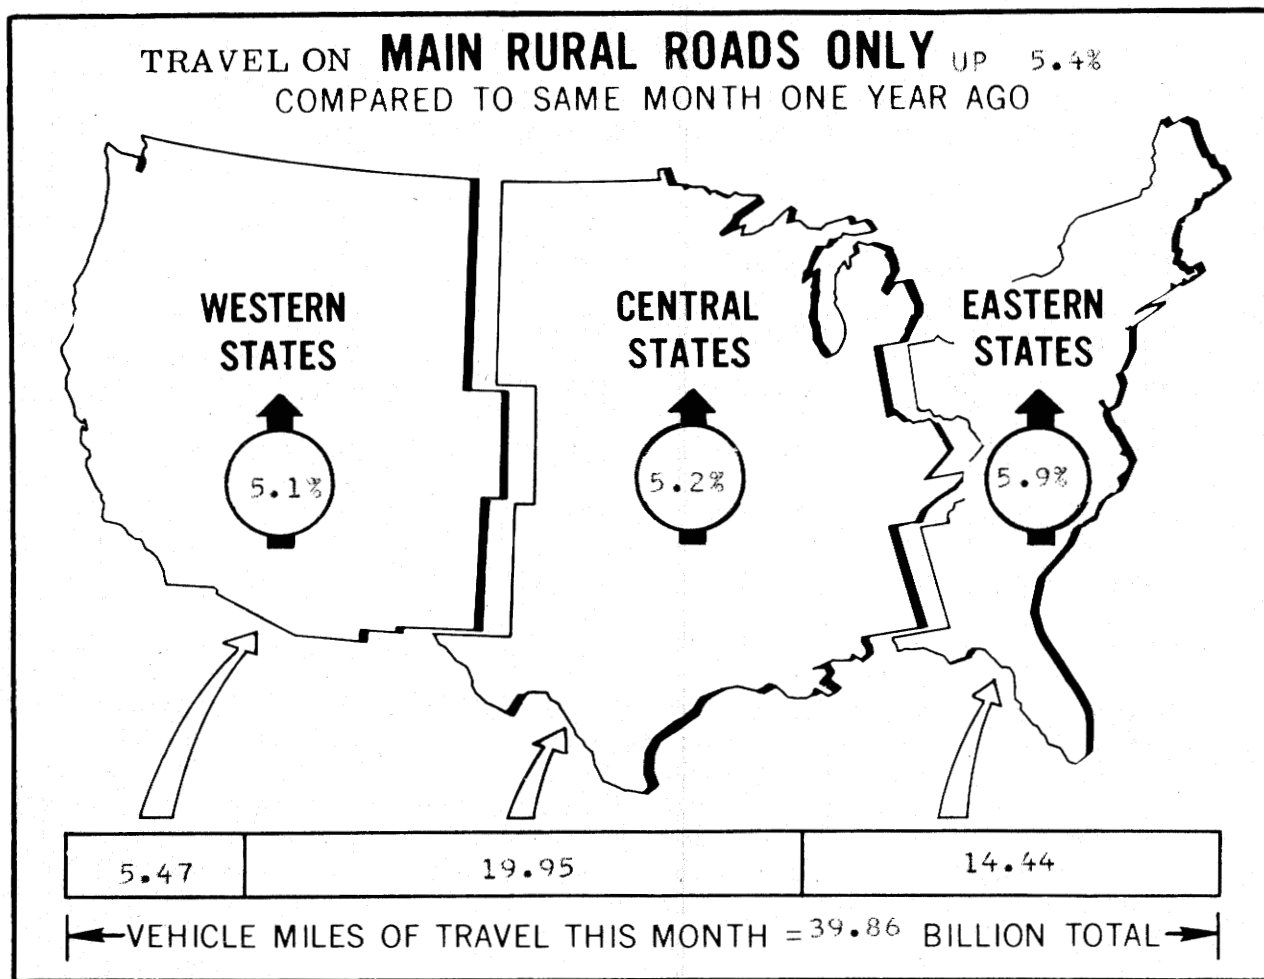 TRAVEL ON MAIN RURAL ROADS ONLY UP 5.4%
COMPARED TO SAME MONTH ONE YEAR AGO
WESTERN
STATES
5.1%
CENTRAL
STATES
5.2%
EASTERN
STATES
5.9%
5.47 19.95 14.44
VEHICLE MILES OF TRAVEL THIS MONTH = 39.86 BILLION TOTAL